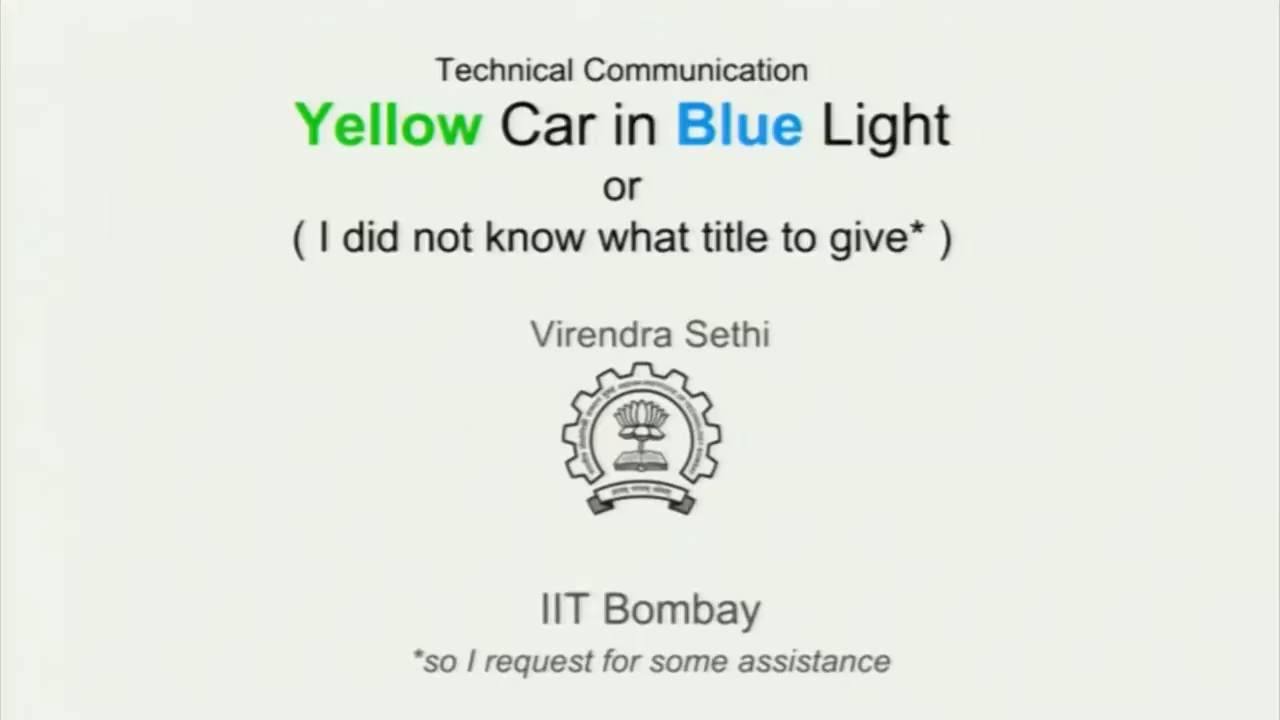 Technical Communication
Yellow Car in Blue Light
or
( I did not know what title to give* )
Virendra Sethi
IIT Bombay
*so I request for some assistance